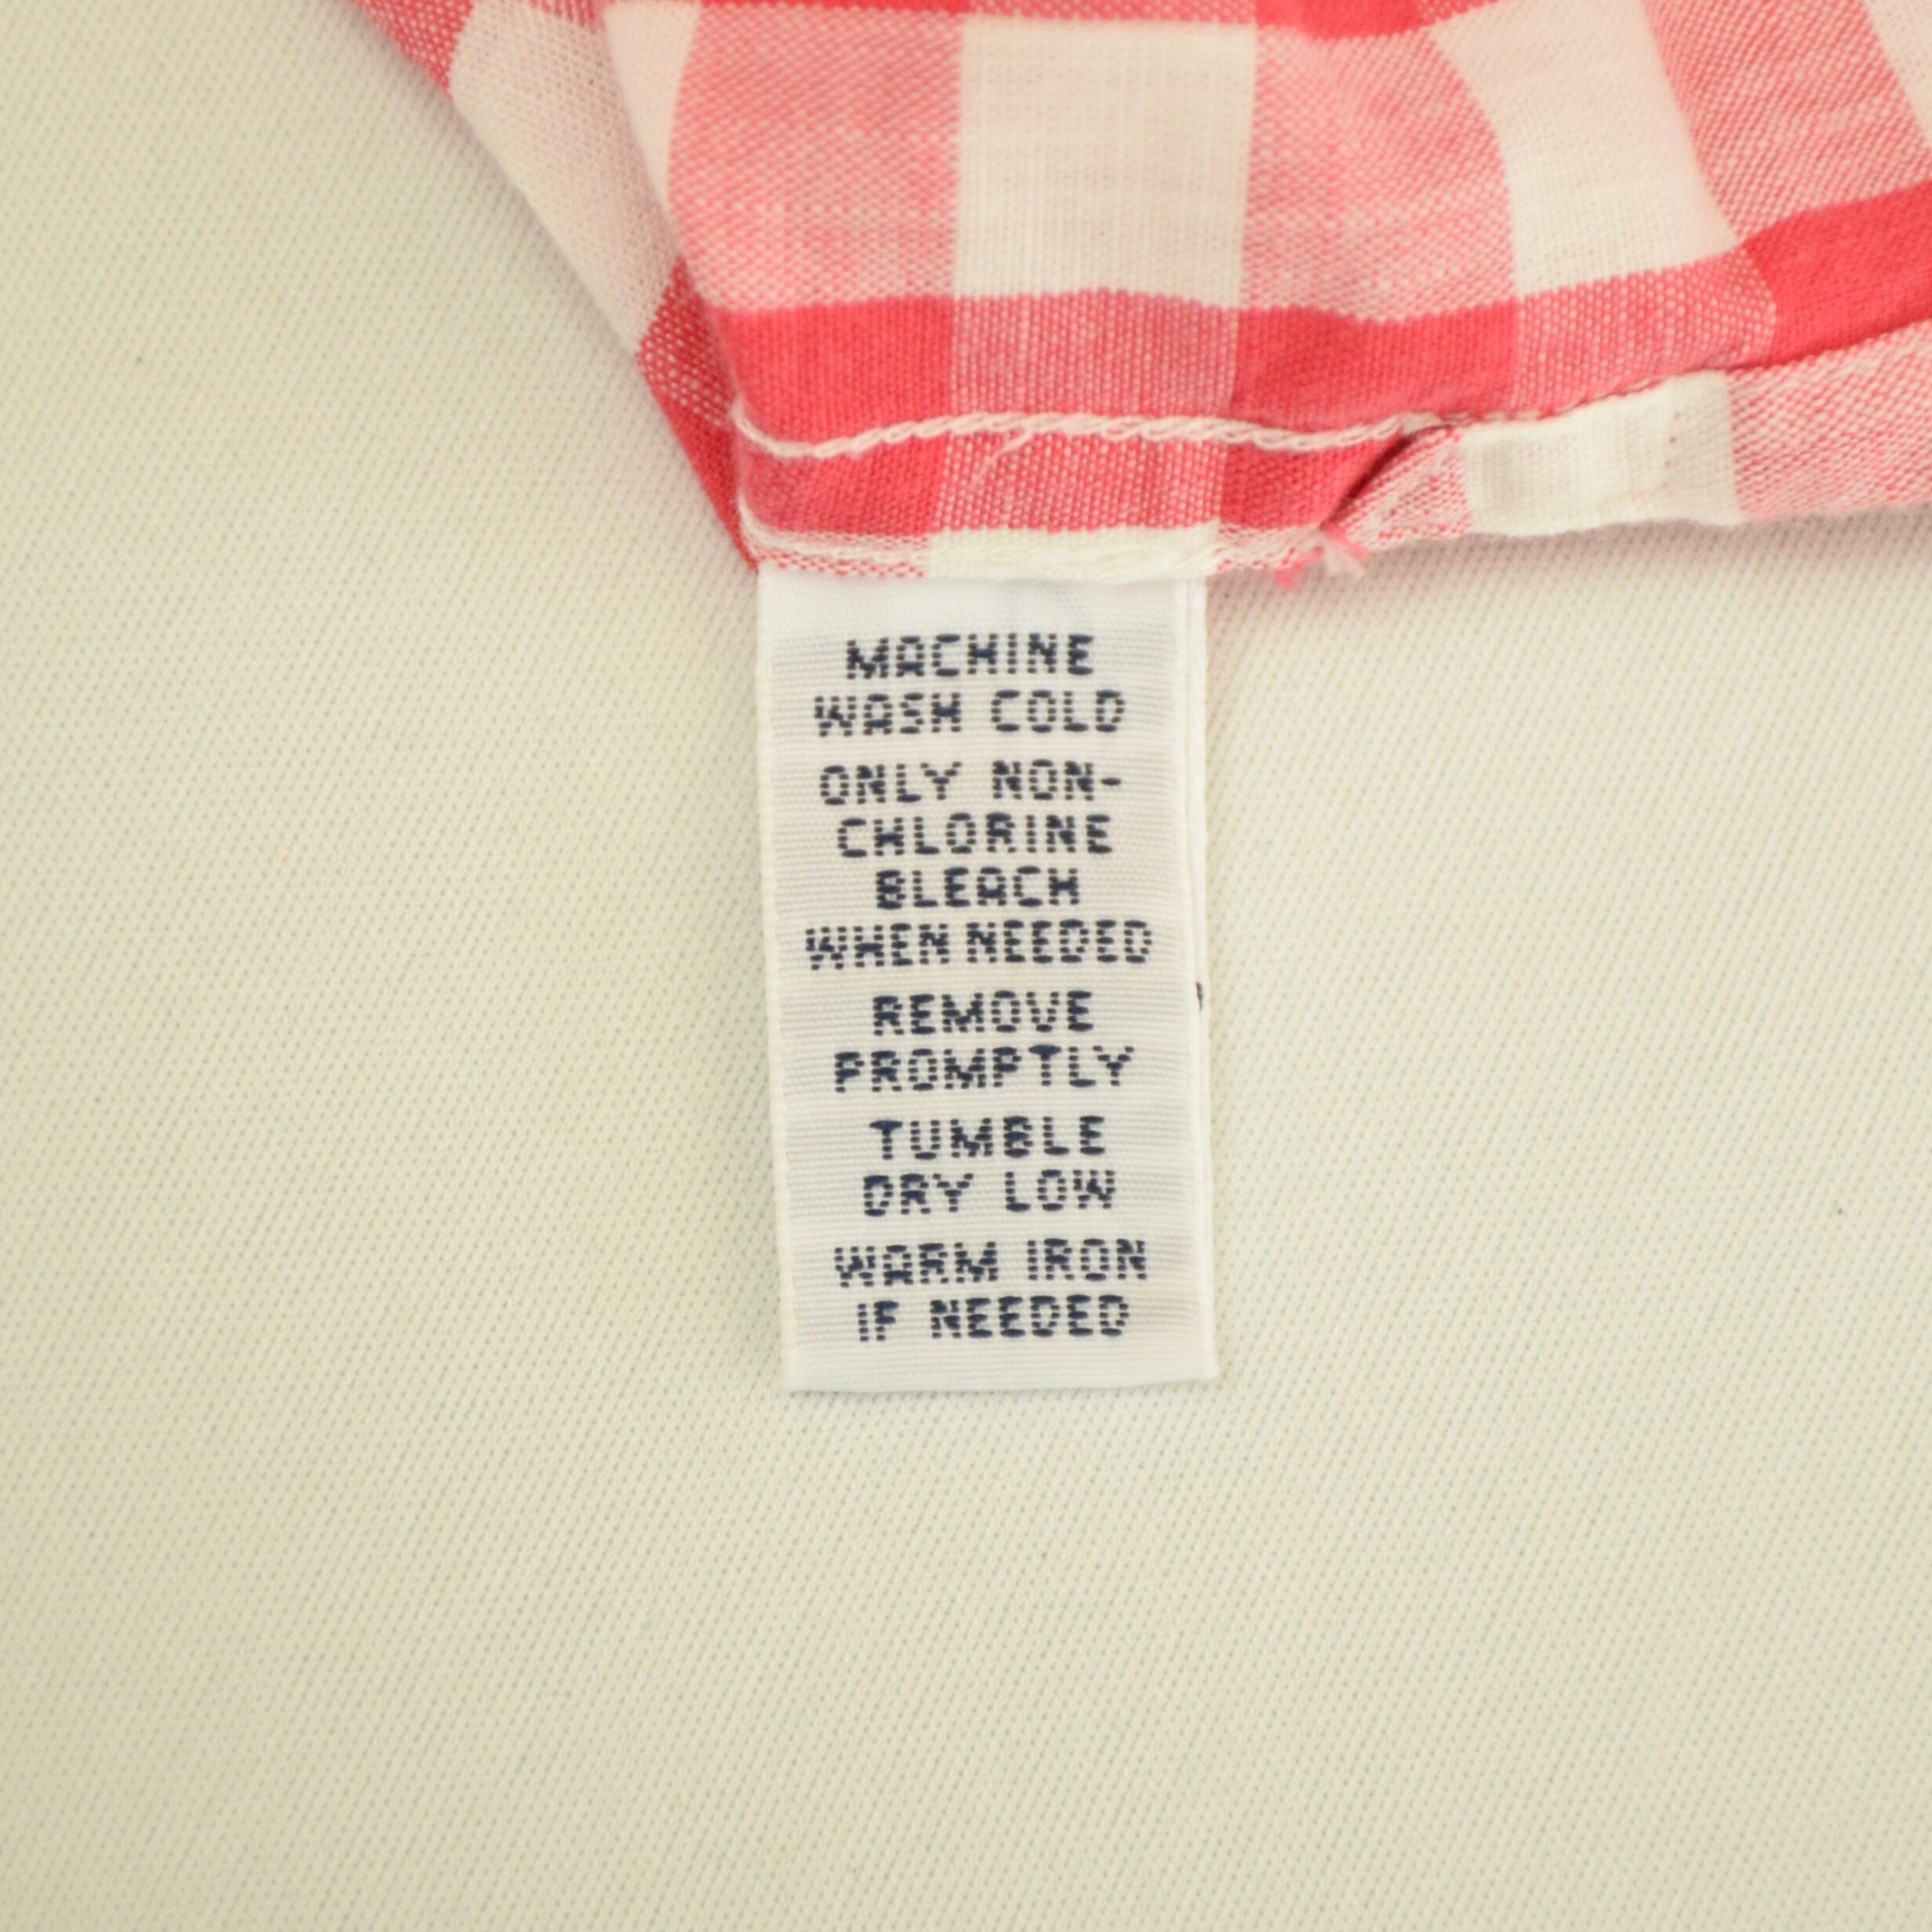 MACHINE
WASH COLD
ONLY NON-
CHLORINE
BLEACH
WHEN NEEDED
REMOVE
PROMPTLY
TUMBLE
DRY LOW
WARM IRON
IF NEEDED